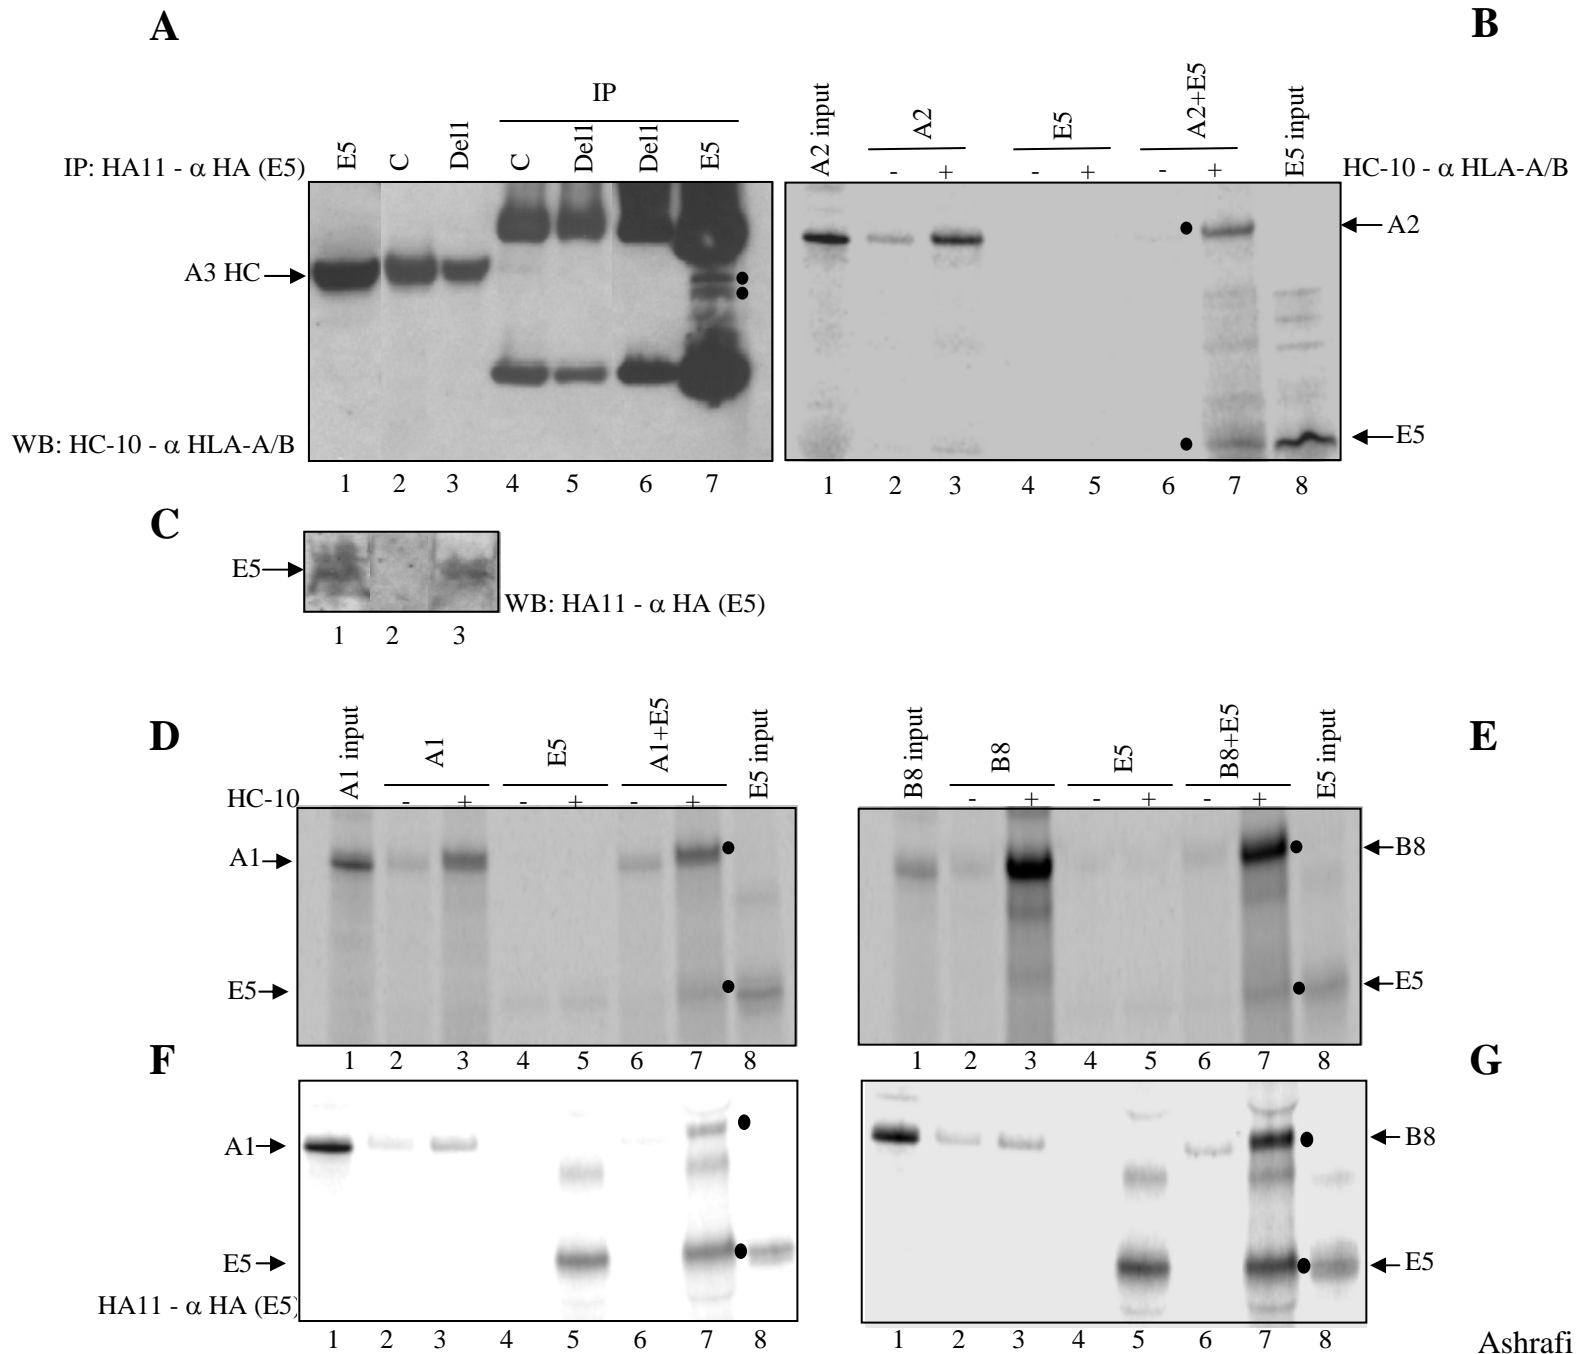 A
B
IP
IP: HA11 - α HA (E5)
E5
C
Del1
C
Del1
Del1
E5
A3 HC
WB: HC-10 - α HLA-A/B
1 2 3 4 5 6 7
A2 input
A2
E5
A2+E5
E5 input
- + - + - +
HC-10 - α HLA-A/B
A2
E5
1 2 3 4 5 6 7 8
C
E5
WB: HA11 - α HA (E5)
1 2 3
D
A1 input
A1
E5
A1+E5
E5 input
HC-10
- + - + - +
A1
E5
1 2 3 4 5 6 7 8
E
B8 input
B8
E5
B8+E5
E5 input
- + - + - +
B8
E5
1 2 3 4 5 6 7 8
F
A1
E5
HA11 - α HA (E5)
1 2 3 4 5 6 7 8
G
B8
E5
1 2 3 4 5 6 7 8
Ashrafi